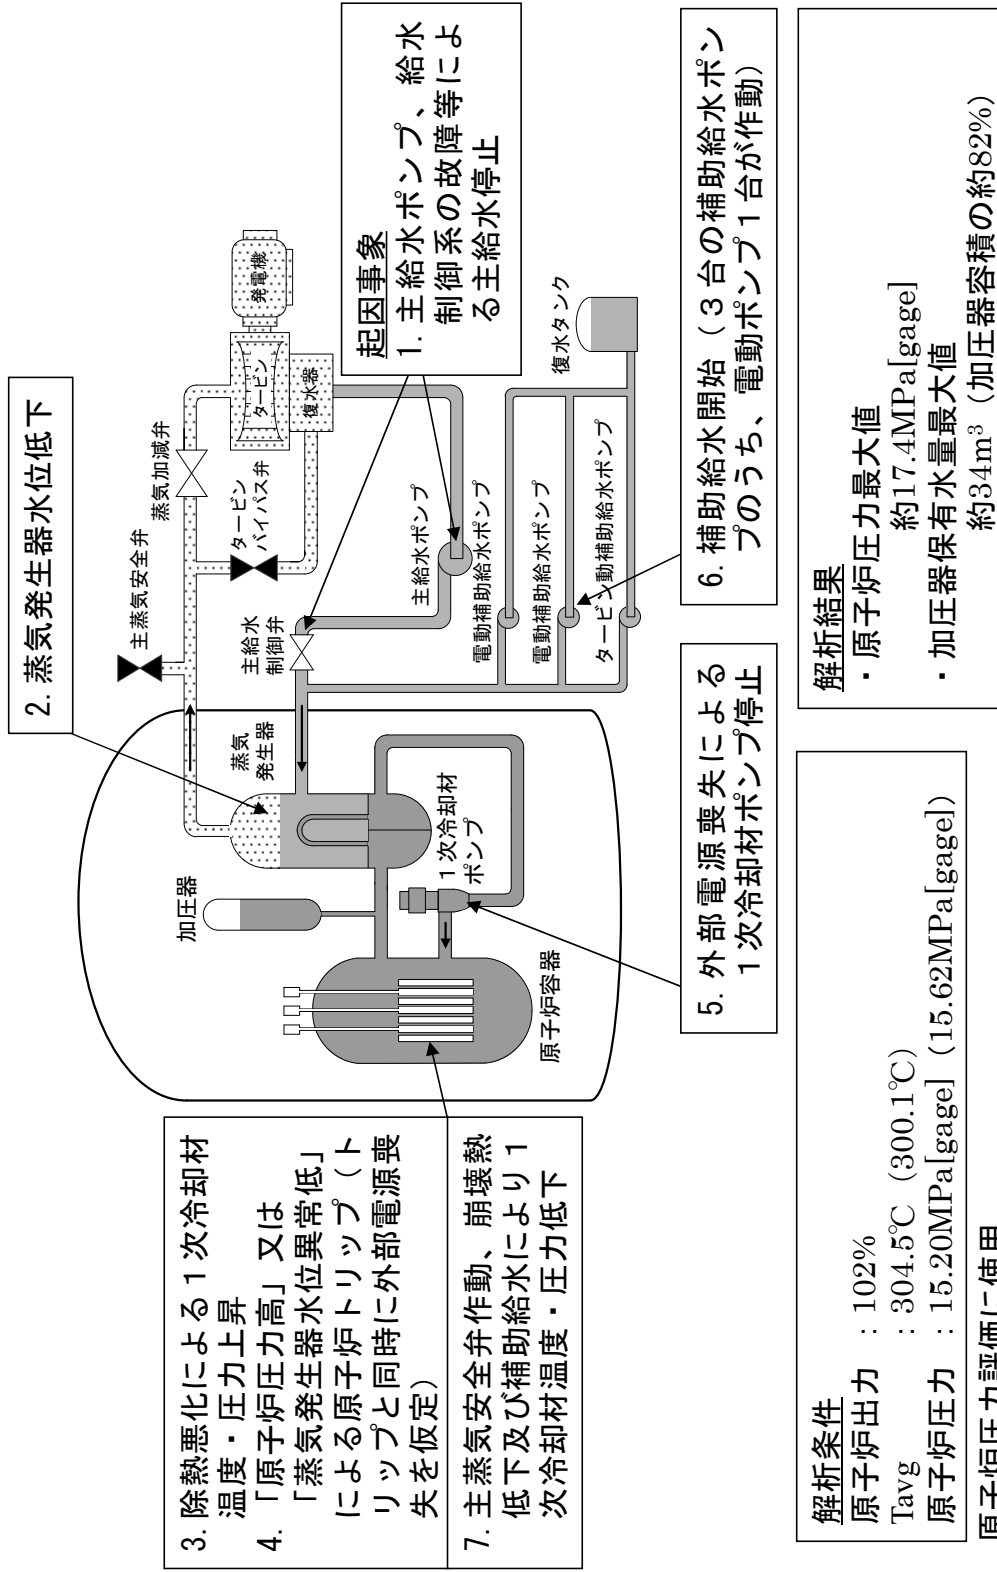 2. 蒸気発生器水位低下
起因事象
1. 主給水ポンプ、給水
制御系の故障等によ
る主給水停止
主蒸気安全弁
蒸気加減弁
タービン
バイパス弁
タービン
発電機
復水器
蒸気
発生器
主給水
制御弁
主給水ポンプ
電動補助給水ポンプ
電動補助給水ポンプ
タービン動補助給水ポンプ
復水タンク
加圧器
1次冷却材
ポンプ
原子炉容器
3. 除熱悪化による1次冷却材
温度・圧力上昇
4. 「原子炉圧力高」又は
「蒸気発生器水位異常低」
による原子炉トリップ（ト
リップと同時に外部電源喪
失を仮定）
7. 主蒸気安全弁作動、崩壊熱
低下及び補助給水により1
次冷却材温度・圧力低下
5. 外部電源喪失による
1次冷却材ポンプ停止
6. 補助給水開始（3台の補助給水ポン
プのうち、電動ポンプ1台が作動）
解析条件
原子炉出力 : 102%
Tavg : 304.5℃ (300.1℃)
原子炉圧力 : 15.20MPa[gage] (15.62MPa[gage])
原子炉圧力評価に使用
解析結果
・原子炉圧力最大値
約17.4MPa[gage]
・加圧器保有水量最大値
約34m³（加圧器容積の約82%）